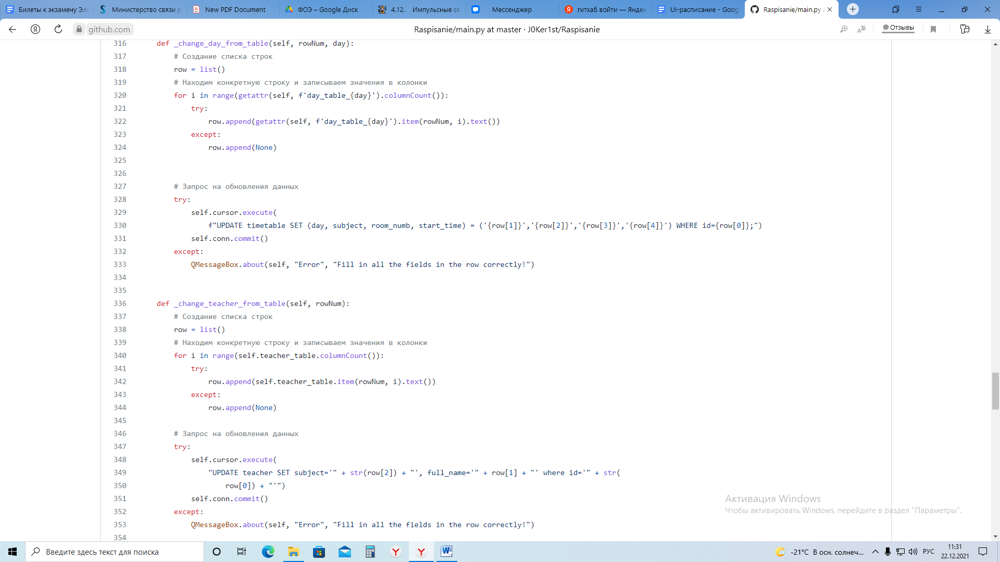 Билеты к экзамену Эле
Министерство связи р
New PDF Document
ФОЭ – Google Диск
4.12. Импульсные св
Мессенджер
гитхаб войти — Яндек
UI-расписание - Goog
Raspisanie/main.py a
github.com
Raspisanie/main.py at master · J0Ker1st/Raspisanie
Отзывы
316 def _change_day_from_table(self, rowNum, day):
317 # Создание списка строк
318 row = list()
319 # Находим конкретную строку и записываем значения в колонки
320 for i in range(getattr(self, f'day_table_{day}').columnCount()):
321 try:
322 row.append(getattr(self, f'day_table_{day}').item(rowNum, i).text())
323 except:
324 row.append(None)
325
326
327 # Запрос на обновления данных
328 try:
329 self.cursor.execute(
330 f"UPDATE timetable SET (day, subject, room_numb, start_time) = ('{row[1]}','{row[2]}','{row[3]}','{row[4]}') WHERE id={row[0]};")
331 self.conn.commit()
332 except:
333 QMessageBox.about(self, "Error", "Fill in all the fields in the row correctly!")
334
335
336 def _change_teacher_from_table(self, rowNum):
337 # Создание списка строк
338 row = list()
339 # Находим конкретную строку и записываем значения в колонки
340 for i in range(self.teacher_table.columnCount()):
341 try:
342 row.append(self.teacher_table.item(rowNum, i).text())
343 except:
344 row.append(None)
345
346 # Запрос на обновления данных
347 try:
348 self.cursor.execute(
349 "UPDATE teacher SET subject='" + str(row[2]) + "', full_name='" + row[1] + "' where id='" + str(
350 row[0]) + "'")
351 self.conn.commit()
352 except:
353 QMessageBox.about(self, "Error", "Fill in all the fields in the row correctly!")
354
Активация Windows
Чтобы активировать Windows, перейдите в раздел "Параметры".
Введите здесь текст для поиска
-21°C В осн. солнеч...
РУС
11:31
22.12.2021